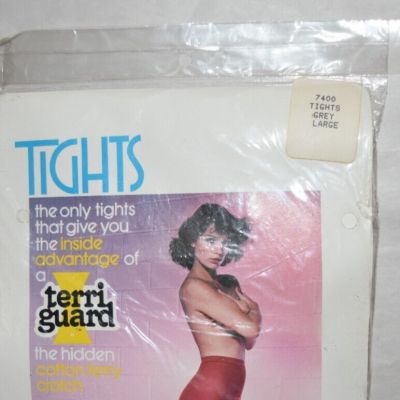 7400
TIGHTS
GREY
LARGE
TIGHTS
the only tights
that give you
the inside
advantage of
a
terri
guard
the hidden
cotton terry
crotch